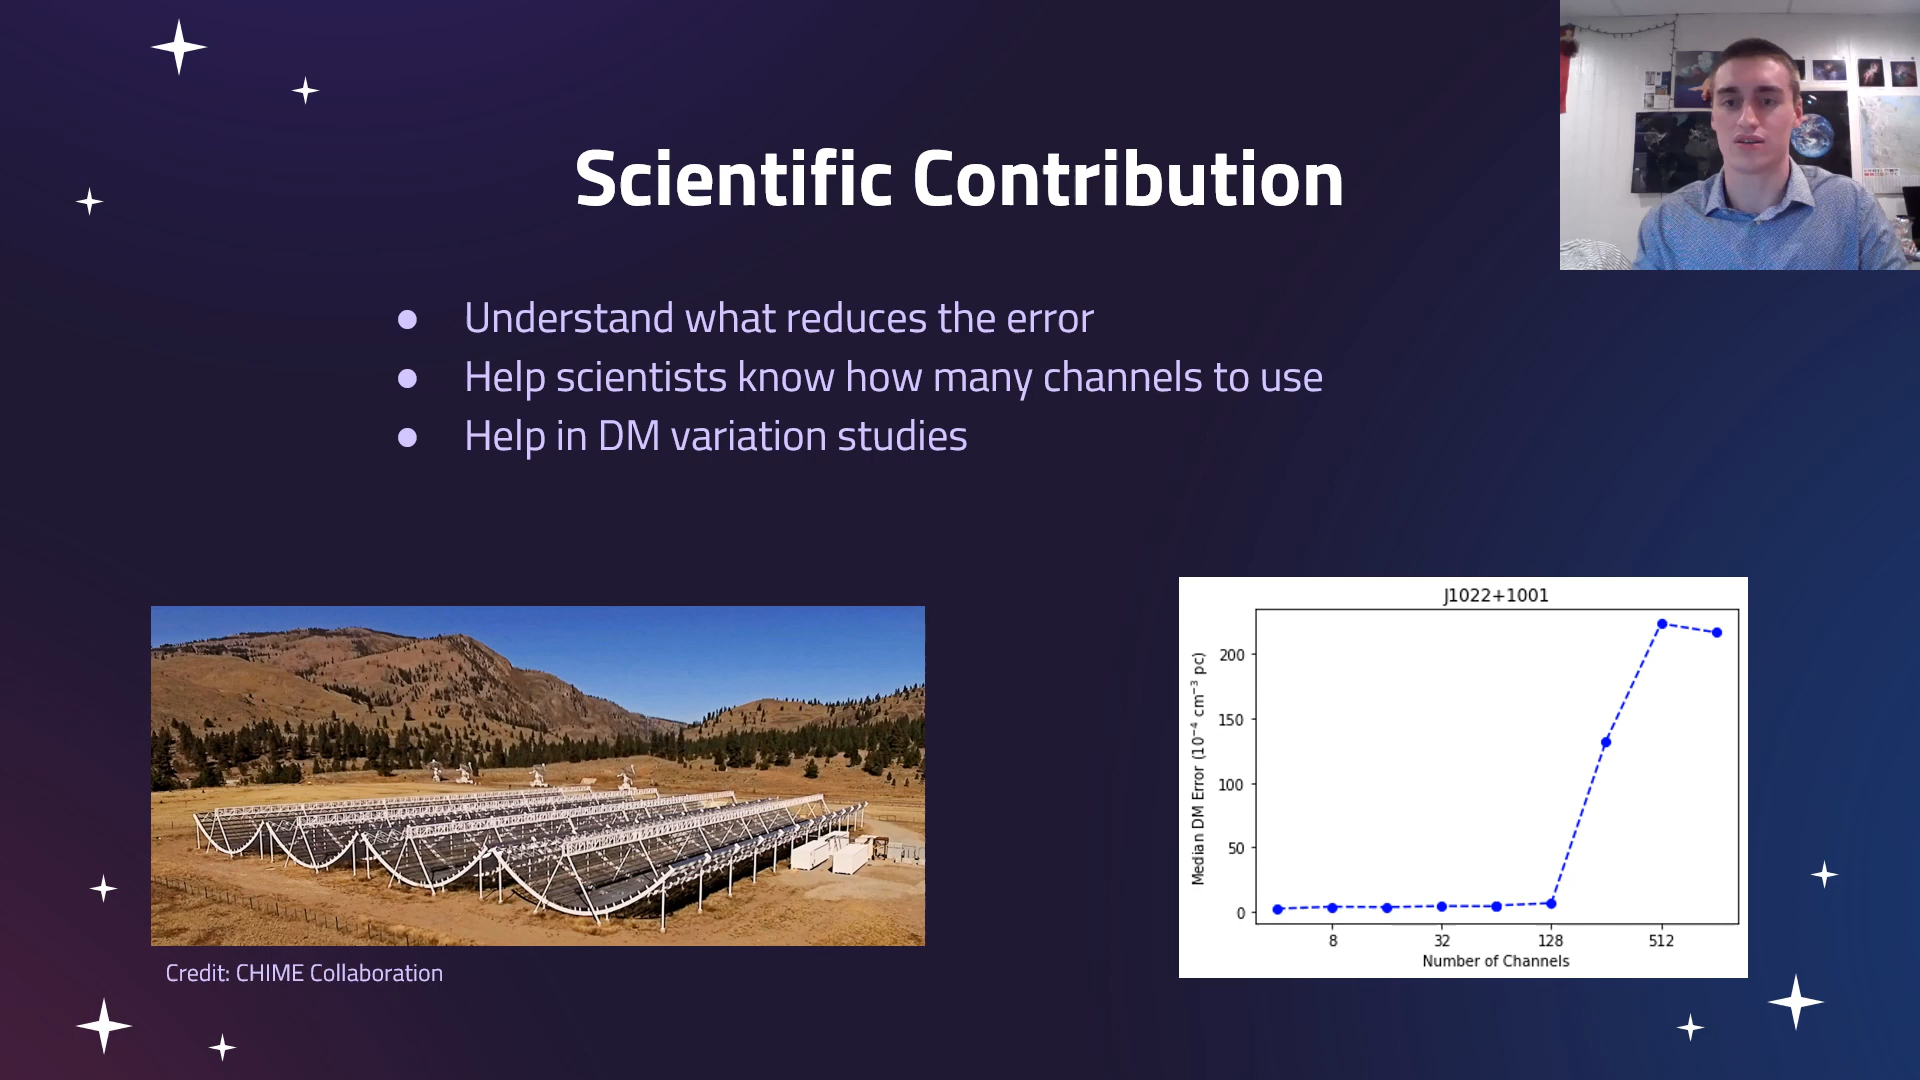 Scientific Contribution
● Understand what reduces the error
● Help scientists know how many channels to use
● Help in DM variation studies
Credit: CHIME Collaboration
J1022+1001
Median DM Error (10⁻⁴ cm⁻³ pc)
200
150
100
50
0
8 32 128 512
Number of Channels